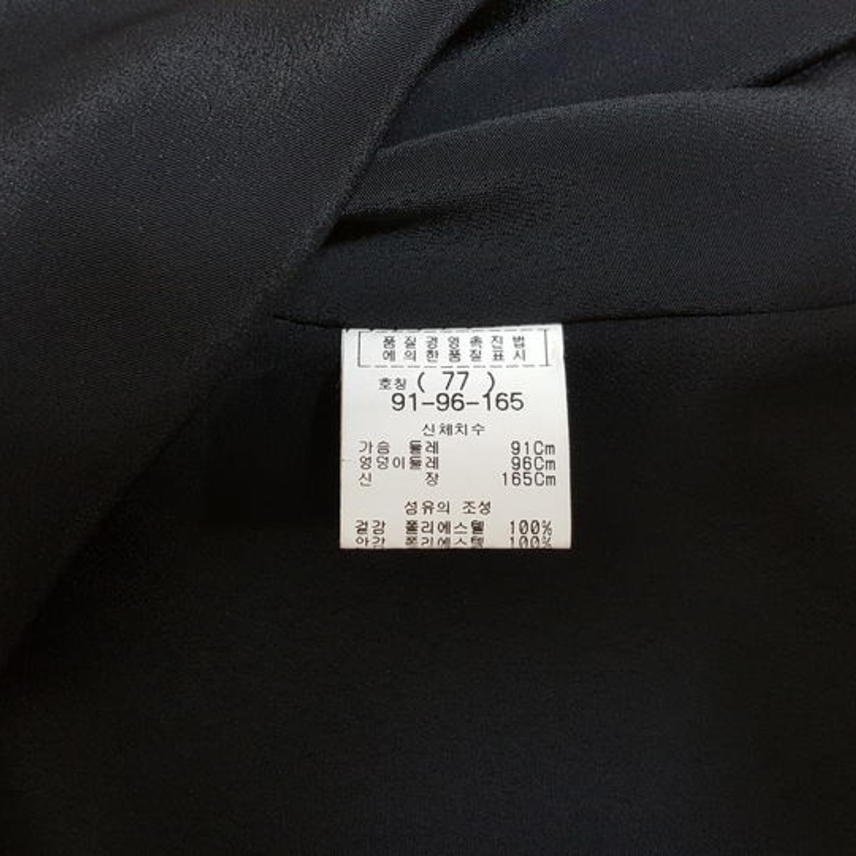 품질경영촉진법
에의한품질표시
호칭 ( 77 )
91-96-165
신체치수
가슴 둘레 91Cm
엉덩이둘레 96Cm
신 장 165Cm
섬유의 조성
겉감 폴리에스텔 100%
안감 폴리에스텔 100%